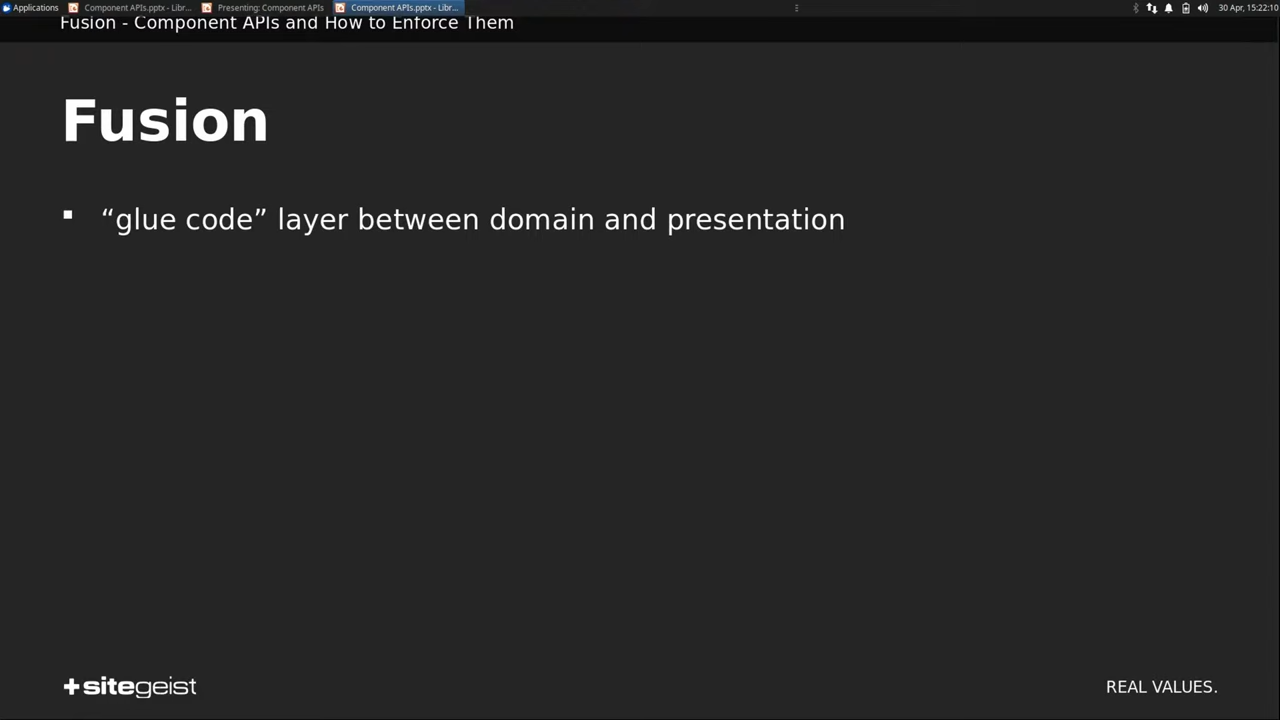 Applications
Component APIs.pptx - Libr...
Presenting: Component APIs
Component APIs.pptx - Libr...
30 Apr, 15:22:10
Fusion - Component APIs and How to Enforce Them
Fusion
▪ “glue code” layer between domain and presentation
sitegeist
REAL VALUES.